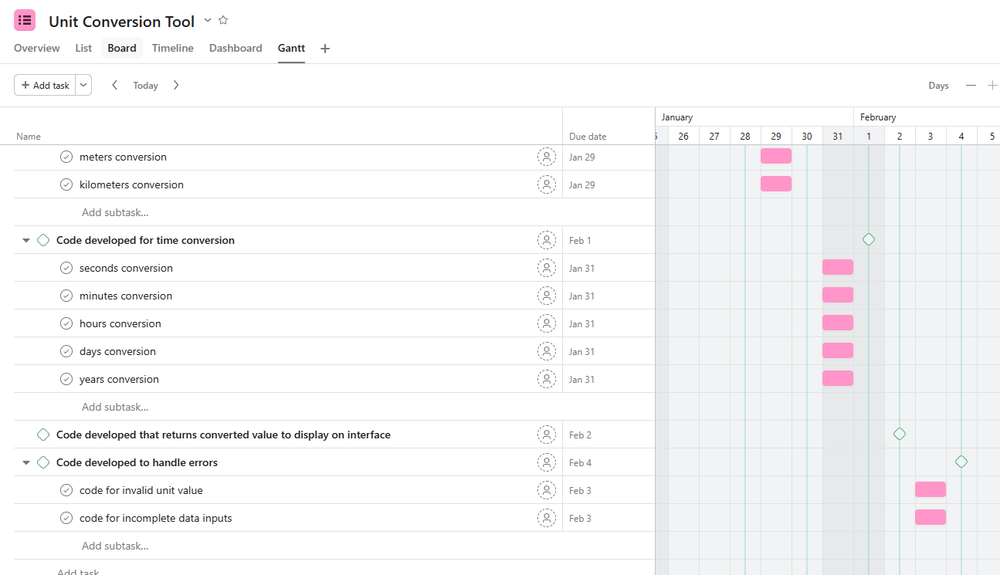 Unit Conversion Tool
Overview List Board Timeline Dashboard Gantt
Add task Today Days
January February
Name Due date 26 27 28 29 30 31 1 2 3 4 5
meters conversion Jan 29
kilometers conversion Jan 29
Add subtask...
Code developed for time conversion Feb 1
seconds conversion Jan 31
minutes conversion Jan 31
hours conversion Jan 31
days conversion Jan 31
years conversion Jan 31
Add subtask...
Code developed that returns converted value to display on interface Feb 2
Code developed to handle errors Feb 4
code for invalid unit value Feb 3
code for incomplete data inputs Feb 3
Add subtask...
Add task